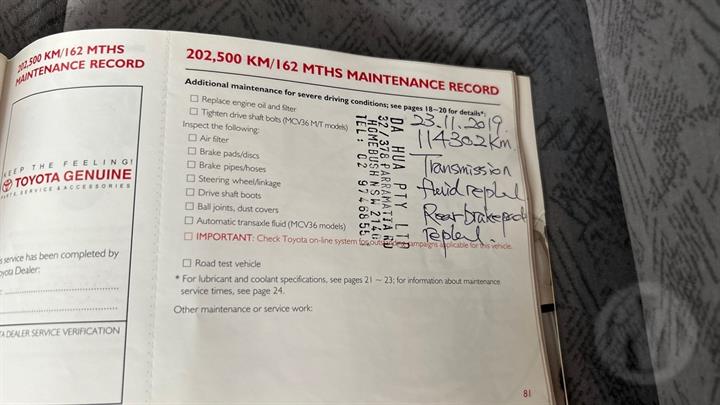 202,500 KM/162 MTHS
MAINTENANCE RECORD
KEEP THE FEELING!
TOYOTA GENUINE
PARTS, SERVICE & ACCESSORIES
service has been completed by
Toyota Dealer:
DEALER SERVICE VERIFICATION
202,500 KM/162 MTHS MAINTENANCE RECORD
Additional maintenance for severe driving conditions; see pages 18~20 for details*:
Replace engine oil and filter
Tighten drive shaft bolts (MCV36 M/T models)
Inspect the following:
Air filter
Brake pads/discs
Brake pipes/hoses
Steering wheel/linkage
Drive shaft boots
Ball joints, dust covers
Automatic transaxle fluid (MCV36 models)
IMPORTANT: Check Toyota on-line system for outstanding campaigns applicable for this vehicle.
Road test vehicle
* For lubricant and coolant specifications, see pages 21 ~ 23; for information about maintenance
service times, see page 24.
Other maintenance or service work:
DA HUA PTY LTD
32/378 PARRAMATTA RD
HOMEBUSH NSW 2140
TEL: 02
23.11.2019.
114302km.
Transmission
fluid
Rear brake
81